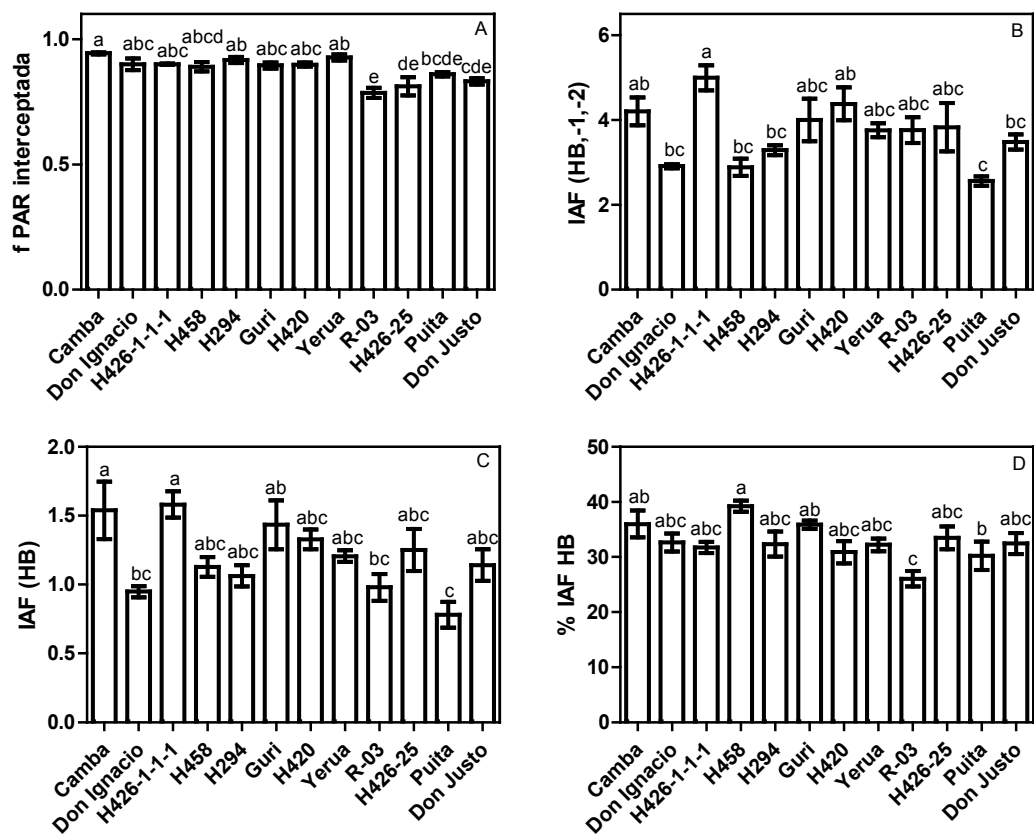 A
f PAR interceptada
1.0
0.5
0.0
a abc abc abcd ab abc abc ab e de bcde cde
Camba Don Ignacio H426-1-1-1 H458 H294 Guri H420 Yerua R-03 H426-25 Puita Don Justo
B
IAF (HB,-1,-2)
6
4
2
0
ab bc a bc bc abc ab abc abc abc c bc
Camba Don Ignacio H426-1-1-1 H458 H294 Guri H420 Yerua R-03 H426-25 Puita Don Justo
C
IAF (HB)
2.0
1.5
1.0
0.5
0.0
a bc a abc abc ab abc abc bc abc c abc
Camba Don Ignacio H426-1-1-1 H458 H294 Guri H420 Yerua R-03 H426-25 Puita Don Justo
D
% IAF HB
50
40
30
20
10
0
ab abc abc a abc ab abc abc c abc b abc
Camba Don Ignacio H426-1-1-1 H458 H294 Guri H420 Yerua R-03 H426-25 Puita Don Justo